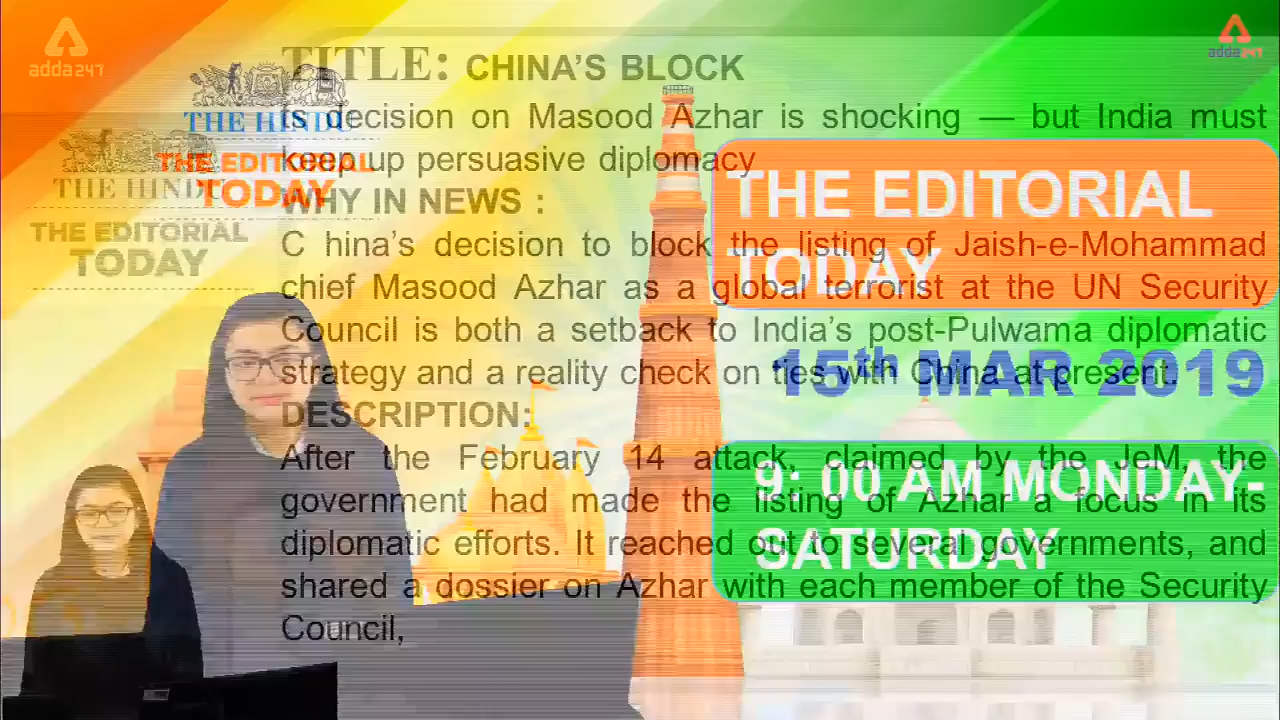 adda247
adda247
TITLE: CHINA'S BLOCK
Its decision on Masood Azhar is shocking — but India must
keep up persuasive diplomacy
WHY IN NEWS :
C hina's decision to block the listing of Jaish-e-Mohammad
chief Masood Azhar as a global terrorist at the UN Security
Council is both a setback to India's post-Pulwama diplomatic
strategy and a reality check on ties with China at present.
DESCRIPTION:
After the February 14 attack, claimed by the JeM, the
government had made the listing of Azhar a focus in its
diplomatic efforts. It reached out to several governments, and
shared a dossier on Azhar with each member of the Security
Council,
THE HINDU
THE EDITORIAL
TODAY
THE HINDU
THE EDITORIAL
TODAY
THE EDITORIAL
TODAY
15th MAR 2019
9: 00 AM MONDAY-
SATURDAY